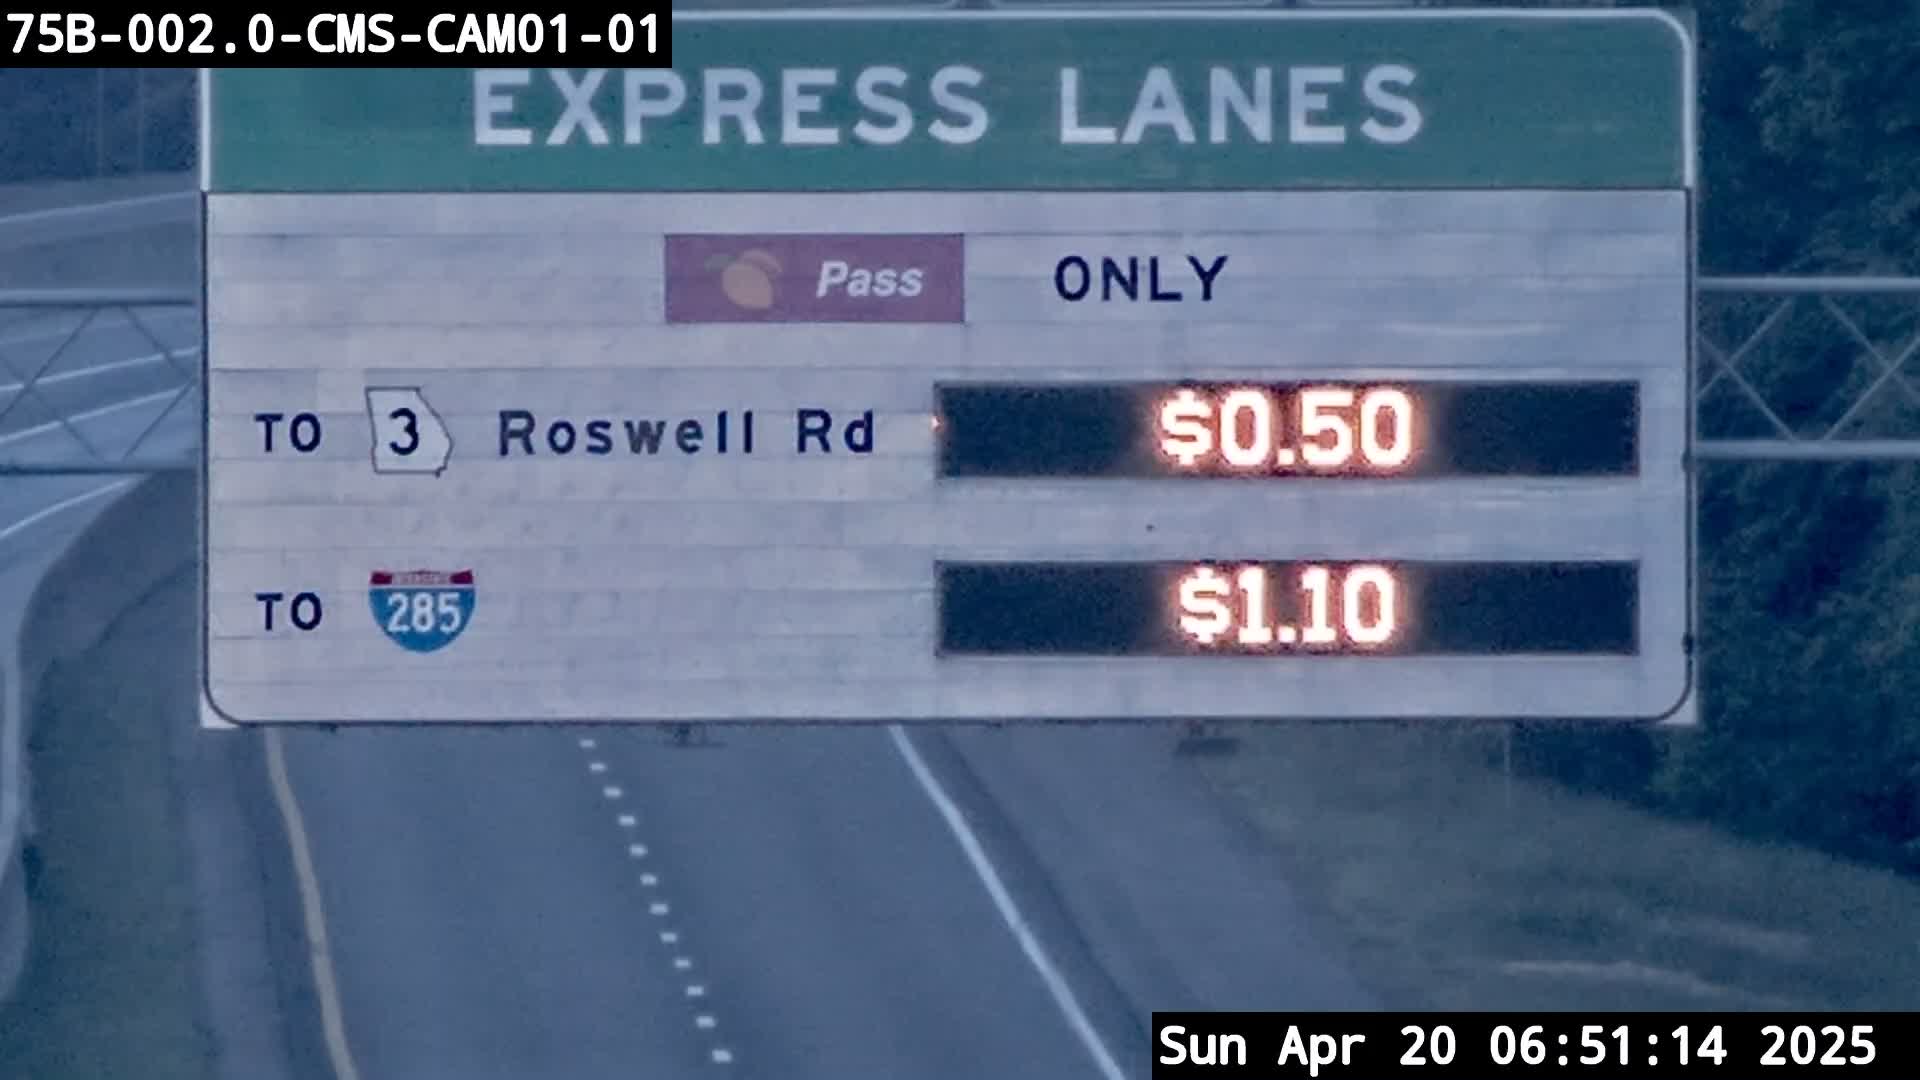 75B-002.0-CMS-CAM01-01
EXPRESS LANES
Pass ONLY
TO 3 Roswell Rd $0.50
TO 285 $1.10
Sun Apr 20 06:51:14 2025